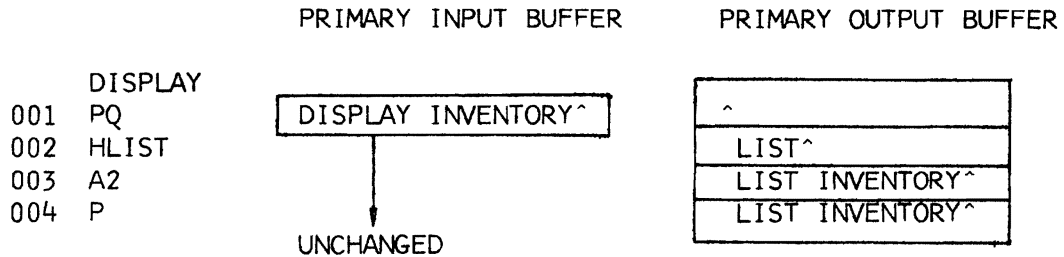 PRIMARY INPUT BUFFER PRIMARY OUTPUT BUFFER
DISPLAY
001 PQ DISPLAY INVENTORY^ ^
002 HLIST LIST^
003 A2 LIST INVENTORY^
004 P LIST INVENTORY^
UNCHANGED